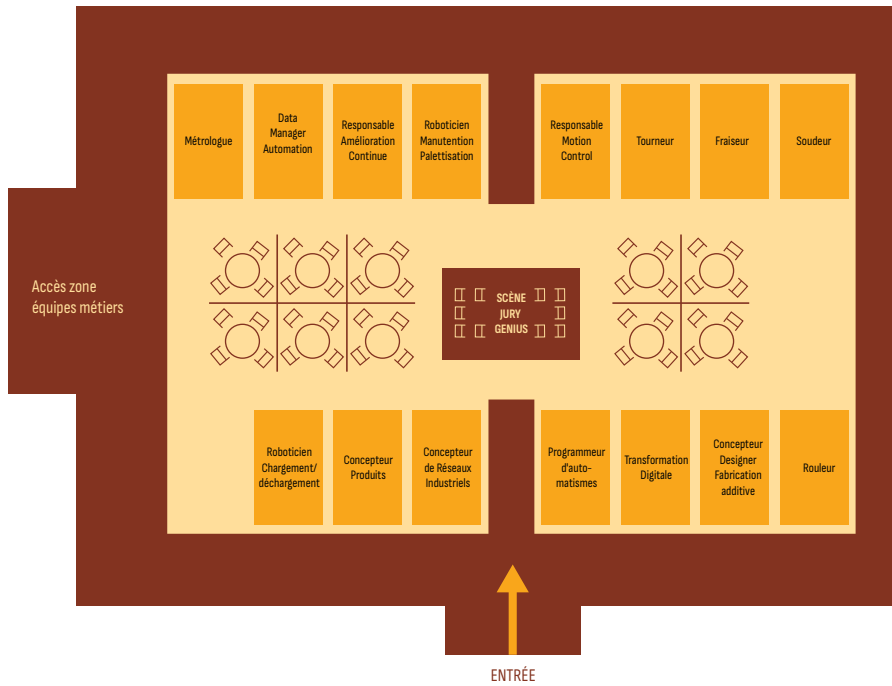 Métrologue
Data
Manager
Automation
Responsable
Amélioration
Continue
Roboticien
Manutention
Palettisation
Responsable
Motion
Control
Tourneur
Fraiseur
Soudeur
Accès zone
équipes métiers
SCÈNE
JURY
GENIUS
Roboticien
Chargement/
déchargement
Concepteur
Produits
Concepteur
de Réseaux
Industriels
Programmeur
d'auto-
matismes
Transformation
Digitale
Concepteur
Designer
Fabrication
additive
Rouleur
ENTRÉE